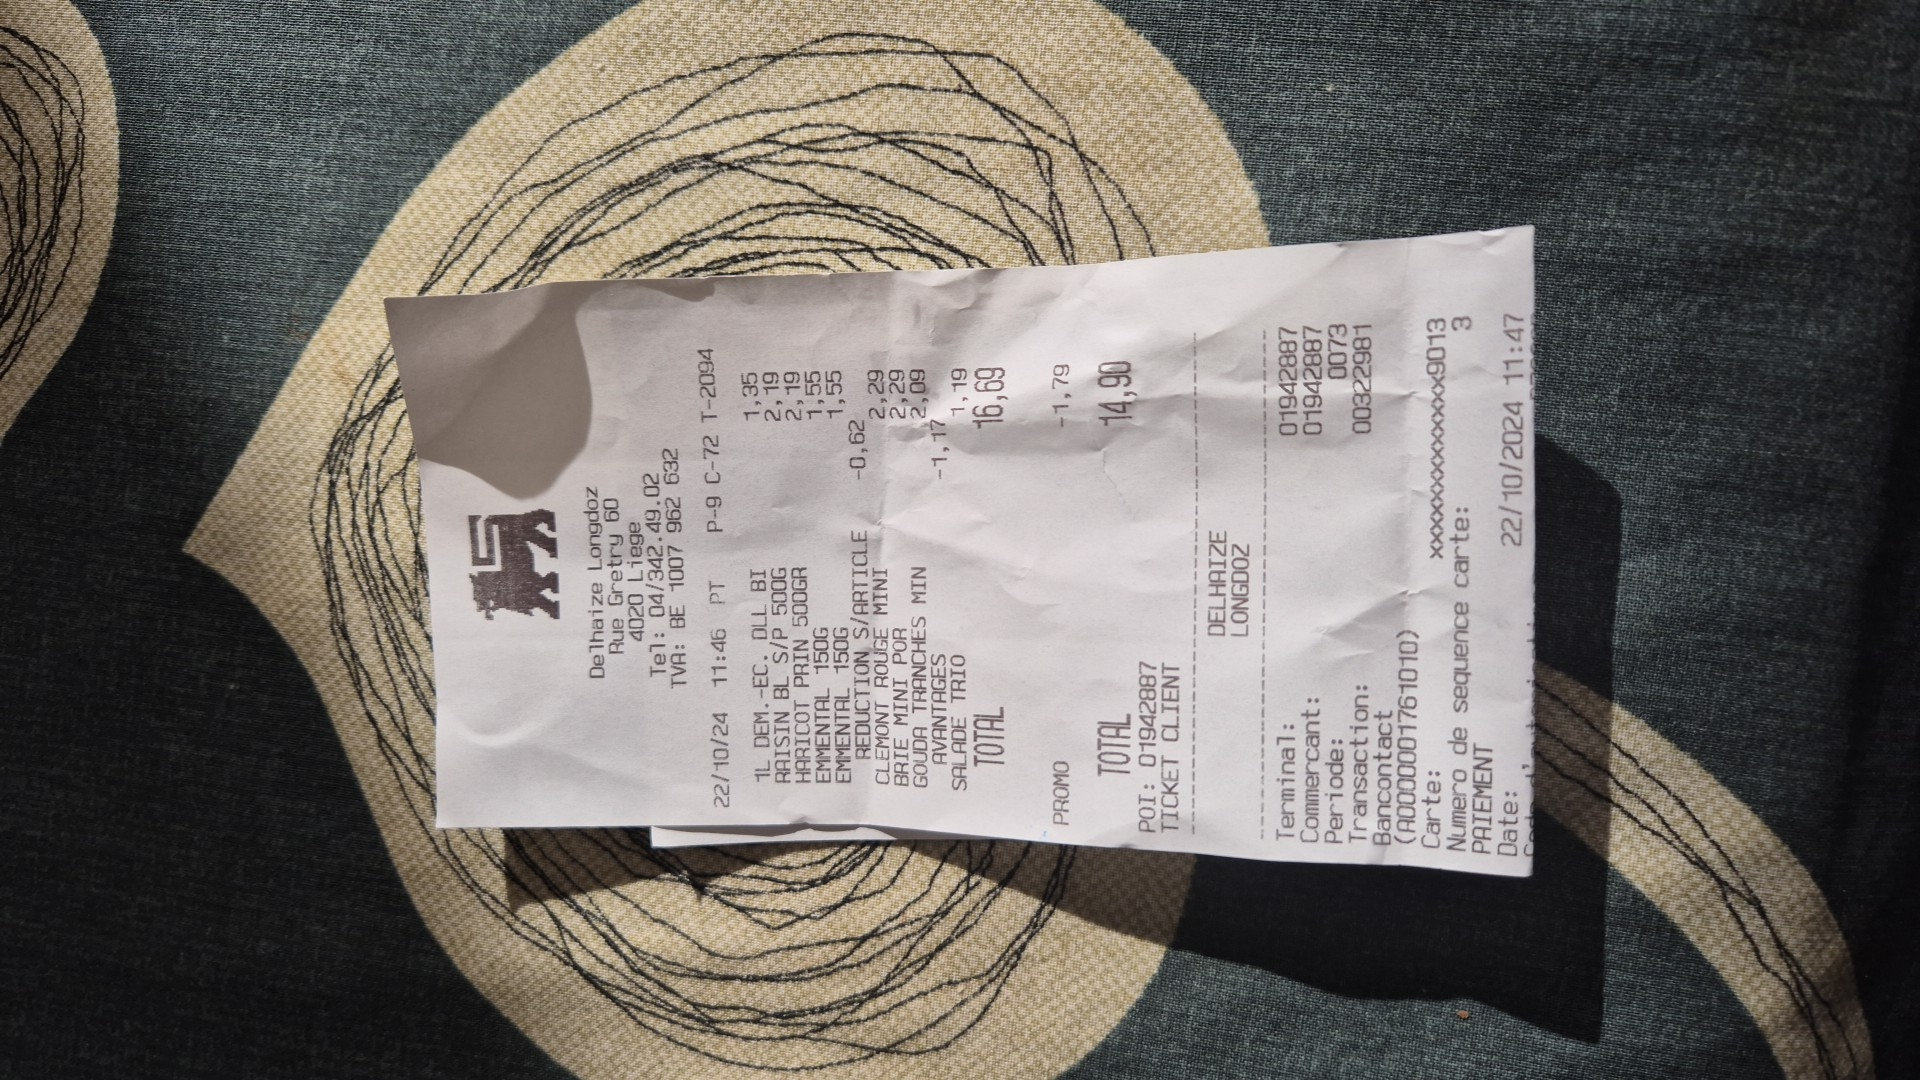 Delhaize Longdoz
Rue Gretry 60
4020 Liege
Tel: 04/342.49.02
TVA: BE 1007 962 632
22/10/24 11:46 PT P-9 C-72 T-2094
1L DEM.-EC. DLL BI 1,35
RAISIN BL S/P 500G 2,19
HARICOT PRIN 500GR 2,19
EMMENTAL 150G 1,55
EMMENTAL 150G 1,55
REDUCTION S/ARTICLE -0,62
CLEMONT ROUGE MINI 2,29
BRIE MINI POR 2,29
GOUDA TRANCHES MIN 2,09
AVANTAGES -1,17
SALADE TRIO 1,19
TOTAL 16,69
PROMO -1,79
TOTAL 14,90
POI: 01942887
TICKET CLIENT
DELHAIZE
LONGDOZ
Terminal: 01942887
Commercant: 01942887
Periode: 0073
Transaction: 00322981
Bancontact
(A0000001761010)
Carte: xxxxxxxxxxxxxxx9013
Numero de sequence carte: 3
PAIEMENT
Date: 22/10/2024 11:47